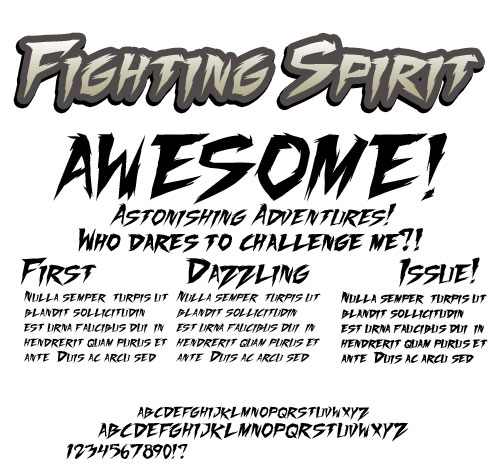 Fighting Spirit
AWESOME!
Astonishing Adventures!
Who dares to challenge me?!
First
Nulla semper turpis ut
blandit sollicitudin
est urna faucibus dui in
hendrerit quam purus et
ante Duis ac arcu sed
Dazzling
Nulla semper turpis ut
blandit sollicitudin
est urna faucibus dui in
hendrerit quam purus et
ante Duis ac arcu sed
Issue!
Nulla semper turpis ut
blandit sollicitudin
est urna faucibus dui in
hendrerit quam purus et
ante Duis ac arcu sed
ABCDEFGHIJKLMNOPQRSTUVWXYZ
ABCDEFGHIJKLMNOPQRSTUVWXYZ
1234567890!?